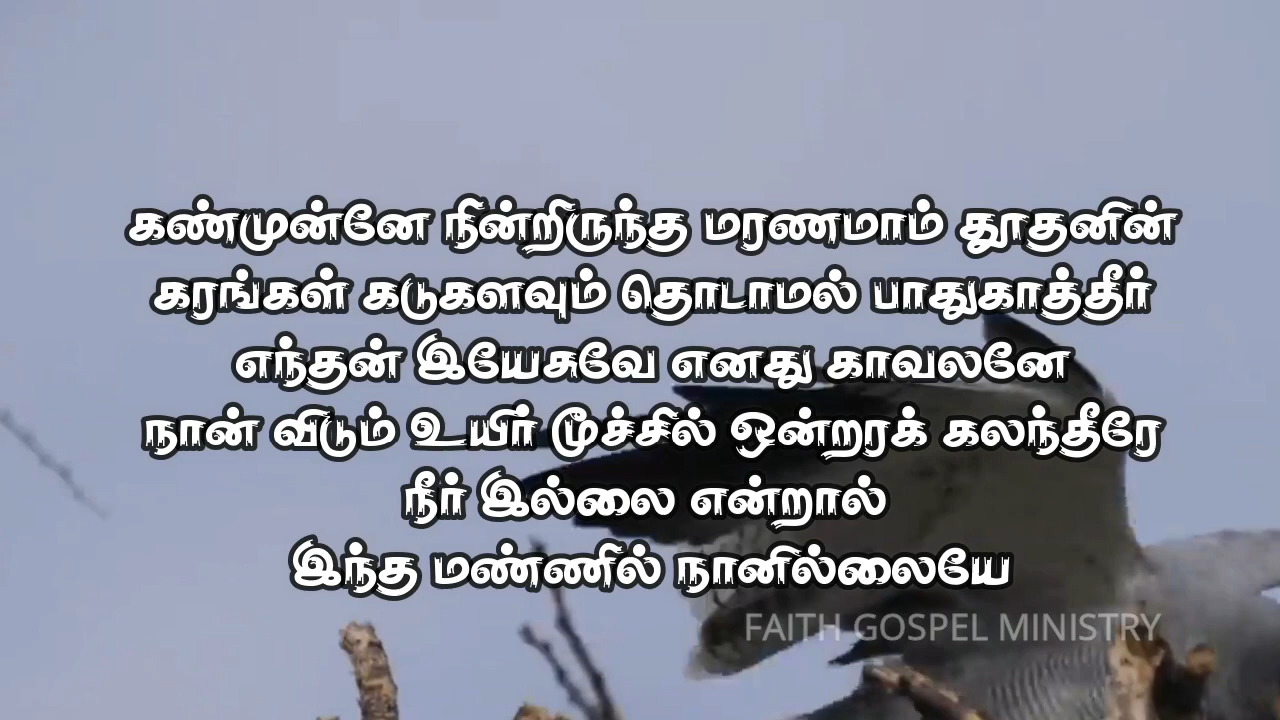 கண்முன்னே நின்றிருந்த மரணமாம் தூதனின்
கரங்கள் கடுகளவும் தொடாமல் பாதுகாத்தீர்
எந்தன் இயேசுவே எனது காவலனே
நான் விடும் உயிர் மூச்சில் ஒன்றரக் கலந்தீரே
நீர் இல்லை என்றால்
இந்த மண்ணில் நானில்லையே
FAITH GOSPEL MINISTRY